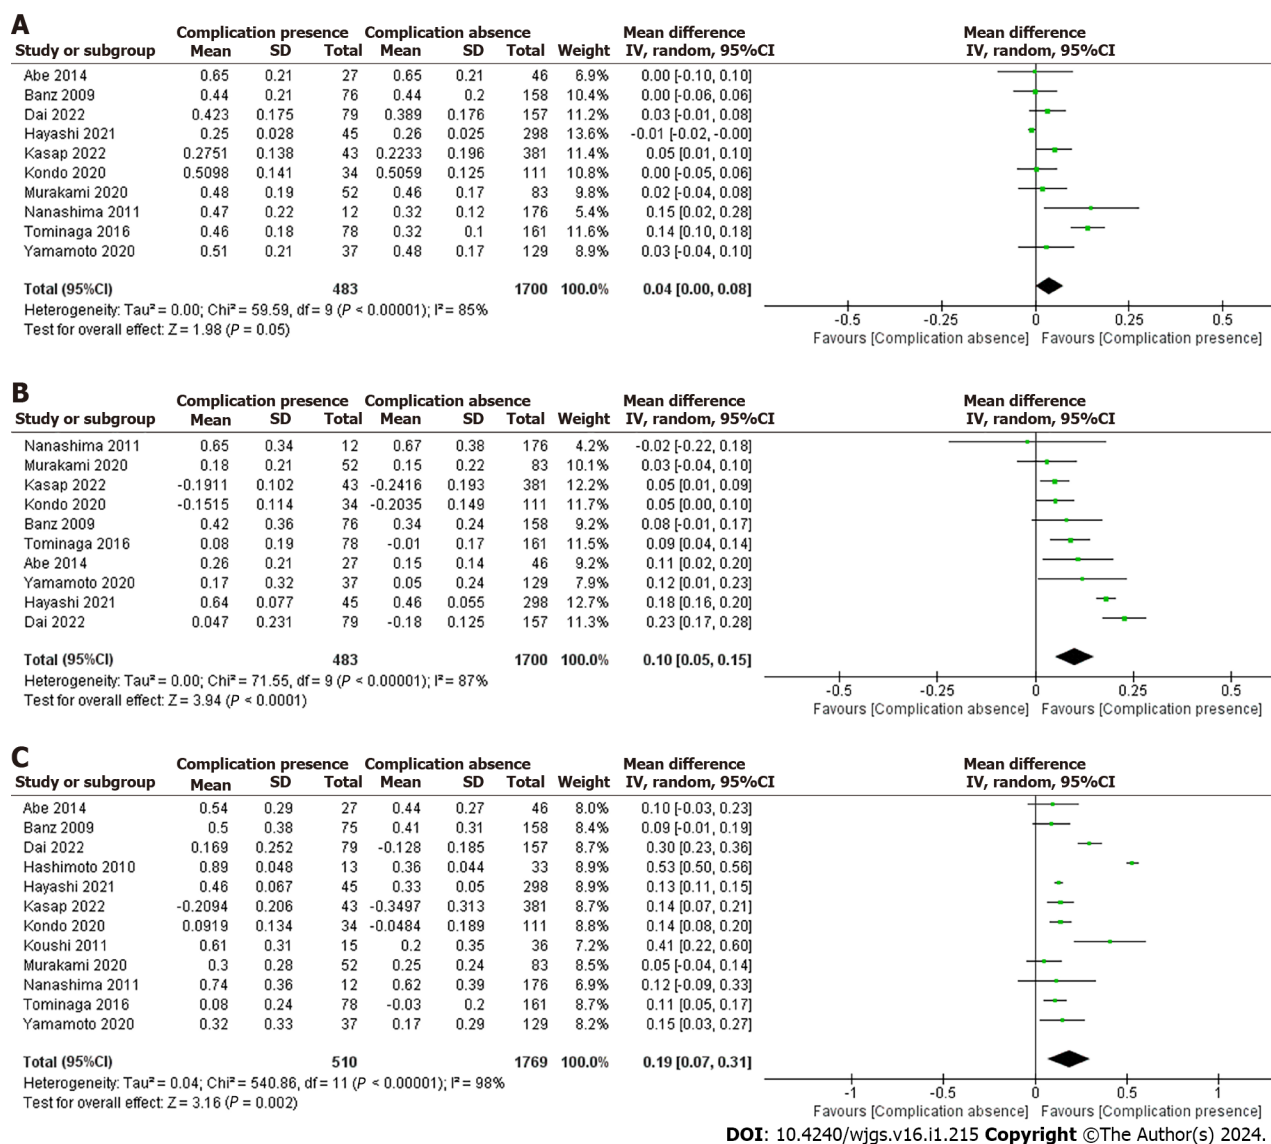 A
Complication presence Complication absence Mean difference Mean difference
Study or subgroup Mean SD Total Mean SD Total Weight IV, random, 95%CI IV, random, 95%CI
Abe 2014 0.65 0.21 27 0.65 0.21 46 6.9% 0.00 [-0.10, 0.10]
Banz 2009 0.44 0.21 76 0.44 0.2 158 10.4% 0.00 [-0.06, 0.06]
Dai 2022 0.423 0.175 79 0.389 0.176 157 11.2% 0.03 [-0.01, 0.08]
Hayashi 2021 0.25 0.028 45 0.26 0.025 298 13.6% -0.01 [-0.02, -0.00]
Kasap 2022 0.2751 0.138 43 0.2233 0.196 381 11.4% 0.05 [0.01, 0.10]
Kondo 2020 0.5098 0.141 34 0.5059 0.125 111 10.8% 0.00 [-0.05, 0.06]
Murakami 2020 0.48 0.19 52 0.46 0.17 83 9.8% 0.02 [-0.04, 0.08]
Nanashima 2011 0.47 0.22 12 0.32 0.12 176 5.4% 0.15 [0.02, 0.28]
Tominaga 2016 0.46 0.18 78 0.32 0.1 161 11.6% 0.14 [0.10, 0.18]
Yamamoto 2020 0.51 0.21 37 0.48 0.17 129 8.9% 0.03 [-0.04, 0.10]
Total (95%CI) 483 1700 100.0% 0.04 [0.00, 0.08]
Heterogeneity: Tau² = 0.00; Chi² = 59.59, df = 9 (P < 0.00001); I² = 85%
Test for overall effect: Z = 1.98 (P = 0.05)
-0.5 -0.25 0 0.25 0.5
Favours [Complication absence] Favours [Complication presence]
B
Complication presence Complication absence Mean difference Mean difference
Study or subgroup Mean SD Total Mean SD Total Weight IV, random, 95%CI IV, random, 95%CI
Nanashima 2011 0.65 0.34 12 0.67 0.38 176 4.2% -0.02 [-0.22, 0.18]
Murakami 2020 0.18 0.21 52 0.15 0.22 83 10.1% 0.03 [-0.04, 0.10]
Kasap 2022 -0.1911 0.102 43 -0.2416 0.193 381 12.2% 0.05 [0.01, 0.09]
Kondo 2020 -0.1515 0.114 34 -0.2035 0.149 111 11.7% 0.05 [0.00, 0.10]
Banz 2009 0.42 0.36 76 0.34 0.24 158 9.2% 0.08 [-0.01, 0.17]
Tominaga 2016 0.08 0.19 78 -0.01 0.17 161 11.5% 0.09 [0.04, 0.14]
Abe 2014 0.26 0.21 27 0.15 0.14 46 9.2% 0.11 [0.02, 0.20]
Yamamoto 2020 0.17 0.32 37 0.05 0.24 129 7.9% 0.12 [0.01, 0.23]
Hayashi 2021 0.64 0.077 45 0.46 0.055 298 12.7% 0.18 [0.16, 0.20]
Dai 2022 0.047 0.231 79 -0.18 0.125 157 11.3% 0.23 [0.17, 0.28]
Total (95%CI) 483 1700 100.0% 0.10 [0.05, 0.15]
Heterogeneity: Tau² = 0.00; Chi² = 71.55, df = 9 (P < 0.00001); I² = 87%
Test for overall effect: Z = 3.94 (P < 0.0001)
-0.5 -0.25 0 0.25 0.5
Favours [Complication absence] Favours [Complication presence]
C
Complication presence Complication absence Mean difference Mean difference
Study or subgroup Mean SD Total Mean SD Total Weight IV, random, 95%CI IV, random, 95%CI
Abe 2014 0.54 0.29 27 0.44 0.27 46 8.0% 0.10 [-0.03, 0.23]
Banz 2009 0.5 0.38 75 0.41 0.31 158 8.4% 0.09 [-0.01, 0.19]
Dai 2022 0.169 0.252 79 -0.128 0.185 157 8.7% 0.30 [0.23, 0.36]
Hashimoto 2010 0.89 0.048 13 0.36 0.044 33 8.9% 0.53 [0.50, 0.56]
Hayashi 2021 0.46 0.067 45 0.33 0.05 298 8.9% 0.13 [0.11, 0.15]
Kasap 2022 -0.2094 0.206 43 -0.3497 0.313 381 8.7% 0.14 [0.07, 0.21]
Kondo 2020 0.0919 0.134 34 -0.0484 0.189 111 8.8% 0.14 [0.08, 0.20]
Koushi 2011 0.61 0.31 15 0.2 0.35 36 7.2% 0.41 [0.22, 0.60]
Murakami 2020 0.3 0.28 52 0.25 0.24 83 8.5% 0.05 [-0.04, 0.14]
Nanashima 2011 0.74 0.36 12 0.62 0.39 176 6.9% 0.12 [-0.09, 0.33]
Tominaga 2016 0.08 0.24 78 -0.03 0.2 161 8.7% 0.11 [0.05, 0.17]
Yamamoto 2020 0.32 0.33 37 0.17 0.29 129 8.2% 0.15 [0.03, 0.27]
Total (95%CI) 510 1769 100.0% 0.19 [0.07, 0.31]
Heterogeneity: Tau² = 0.04; Chi² = 540.86, df = 11 (P < 0.00001); I² = 98%
Test for overall effect: Z = 3.16 (P = 0.002)
-1 -0.5 0 0.5 1
Favours [Complication absence] Favours [Complication presence]
DOI: 10.4240/wjgs.v16.i1.215 Copyright ©The Author(s) 2024.